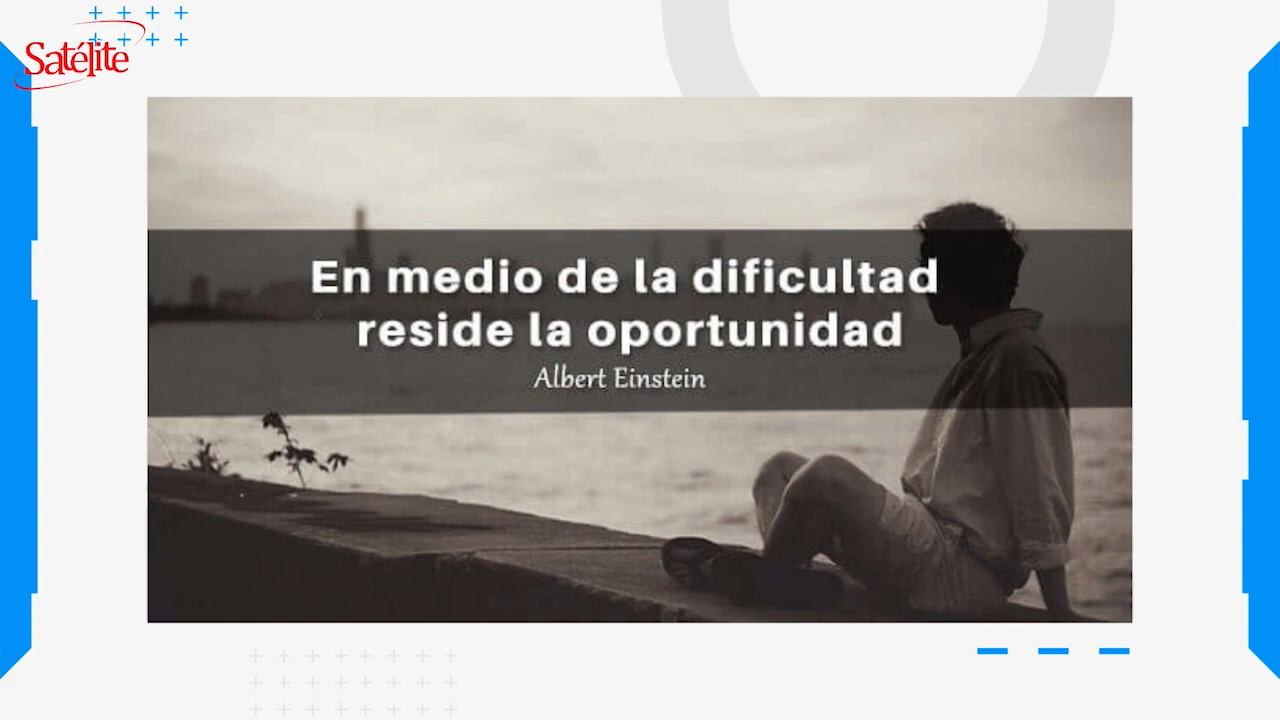 Satélite
En medio de la dificultad
reside la oportunidad
Albert Einstein